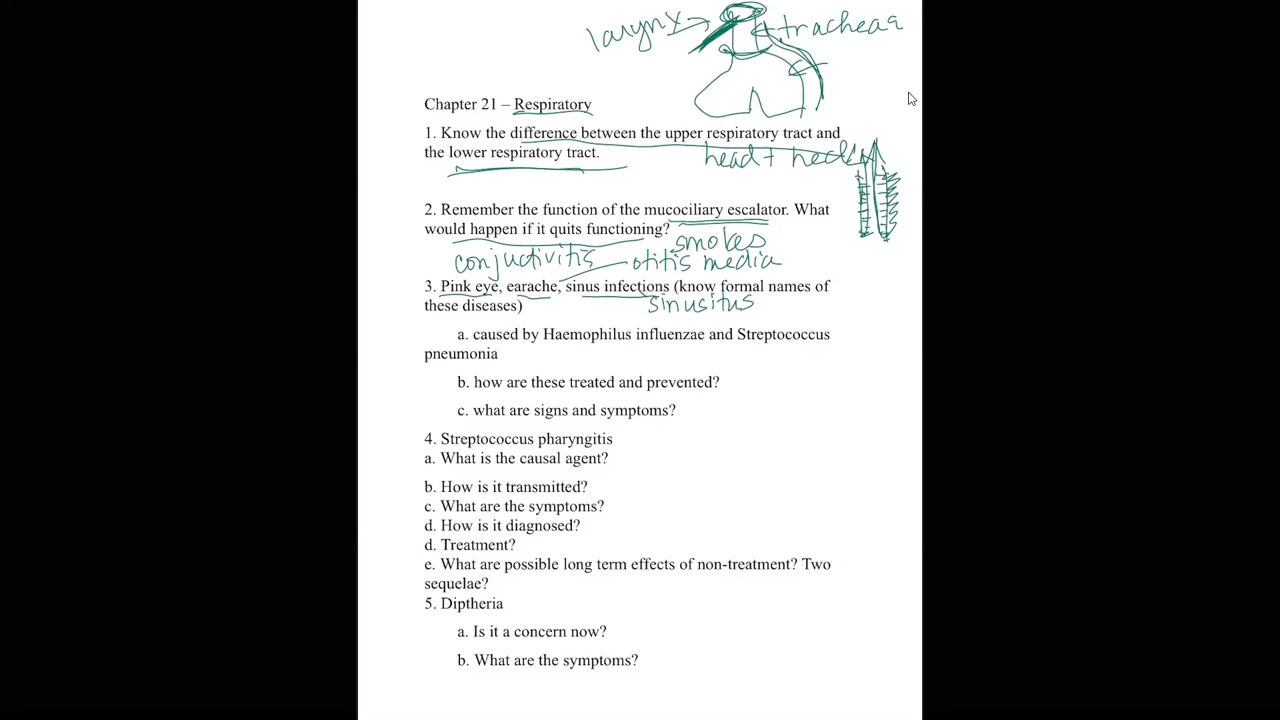 larynx
tracheaa
Chapter 21 – Respiratory
1. Know the difference between the upper respiratory tract and
the lower respiratory tract.
head + neck
2. Remember the function of the mucociliary escalator. What
would happen if it quits functioning?
smokes
conjuctivitis
otitis media
3. Pink eye, earache, sinus infections (know formal names of
these diseases)
sinusitus
a. caused by Haemophilus influenzae and Streptococcus
pneumonia
b. how are these treated and prevented?
c. what are signs and symptoms?
4. Streptococcus pharyngitis
a. What is the causal agent?
b. How is it transmitted?
c. What are the symptoms?
d. How is it diagnosed?
d. Treatment?
e. What are possible long term effects of non-treatment? Two
sequelae?
5. Diptheria
a. Is it a concern now?
b. What are the symptoms?